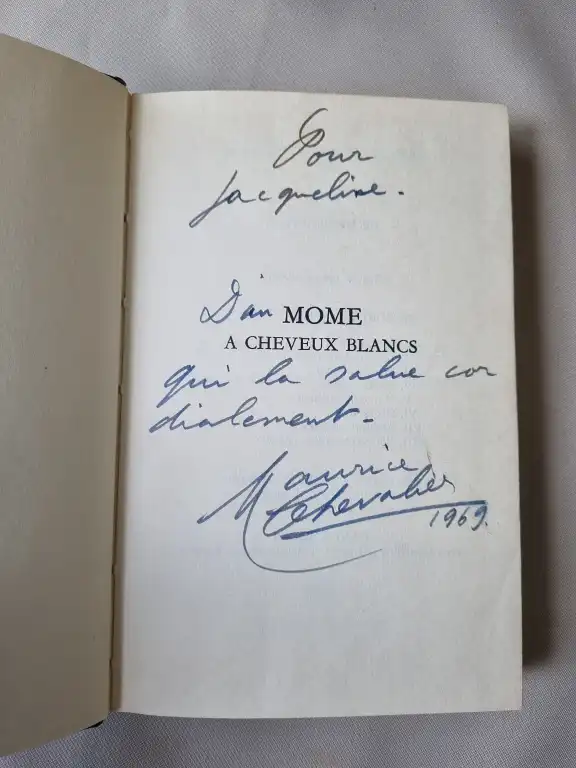 Pour
Jacqueline.
D'un MOME
A CHEVEUX BLANCS
qui la salue cor
dialement-
Maurice
Chevalier
1969.